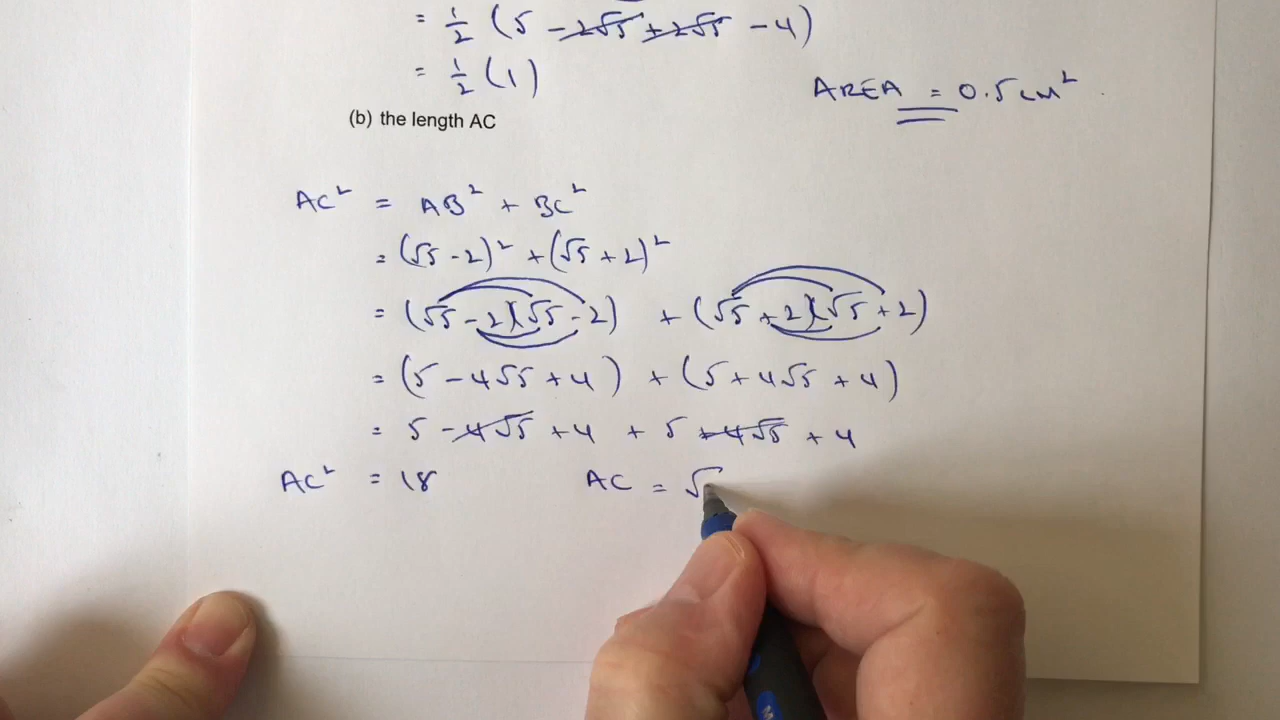 = 1/2 (5 - 2√5 + 2√5 - 4)
= 1/2 (1)
AREA = 0.5 cm²
(b) the length AC
AC² = AB² + BC²
= (√5 - 2)² + (√5 + 2)²
= (√5 - 2)(√5 - 2) + (√5 + 2)(√5 + 2)
= (5 - 4√5 + 4) + (5 + 4√5 + 4)
= 5 - 4√5 + 4 + 5 + 4√5 + 4
AC² = 18 AC = √